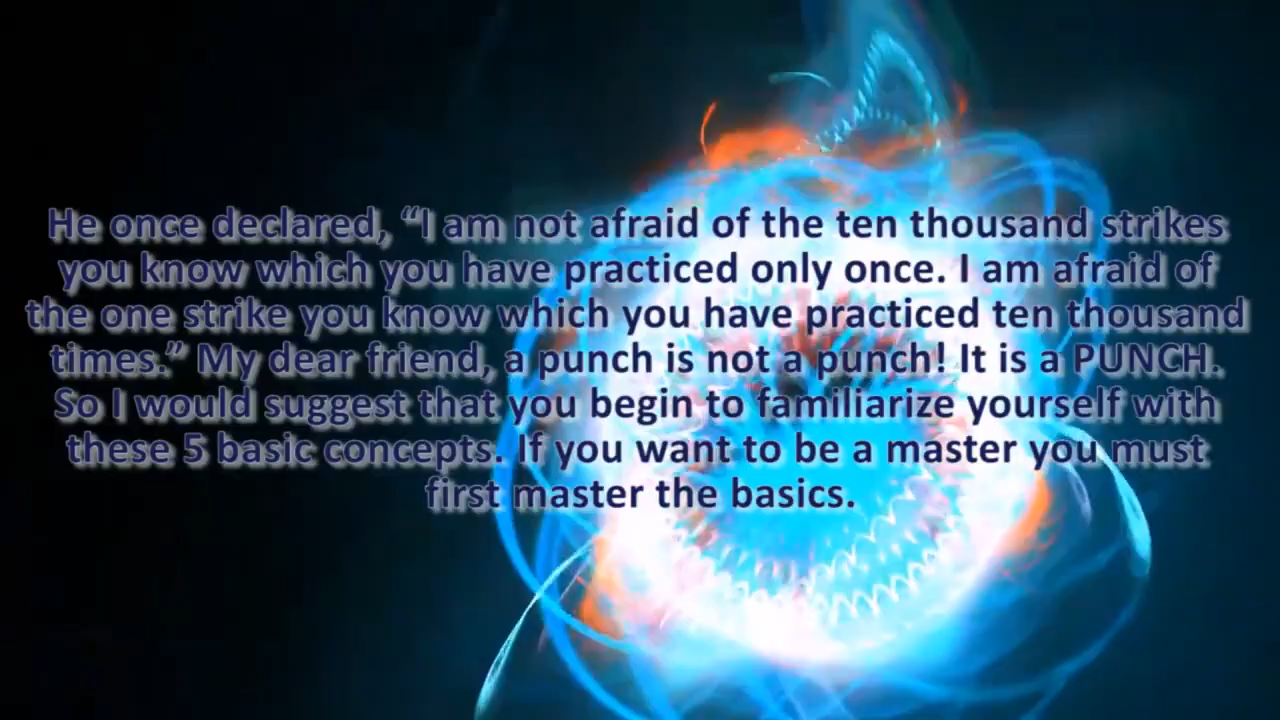 He once declared, “I am not afraid of the ten thousand strikes
you know which you have practiced only once. I am afraid of
the one strike you know which you have practiced ten thousand
times.” My dear friend, a punch is not a punch! It is a PUNCH.
So I would suggest that you begin to familiarize yourself with
these 5 basic concepts. If you want to be a master you must
first master the basics.